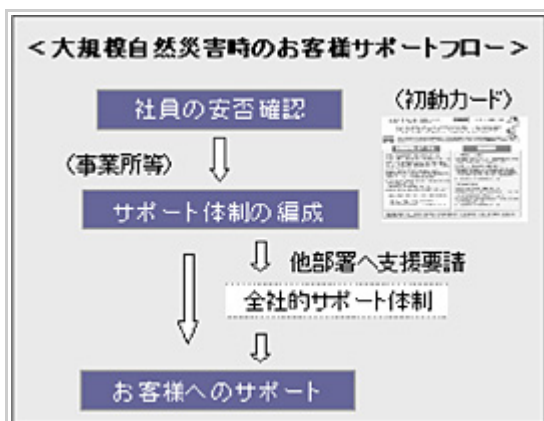 ＜大規模自然災害時のお客様サポートフロー＞
社員の安否確認
〈初動カード〉
〈事業所等〉
サポート体制の編成
他部署へ支援要請
全社的サポート体制
お客様へのサポート